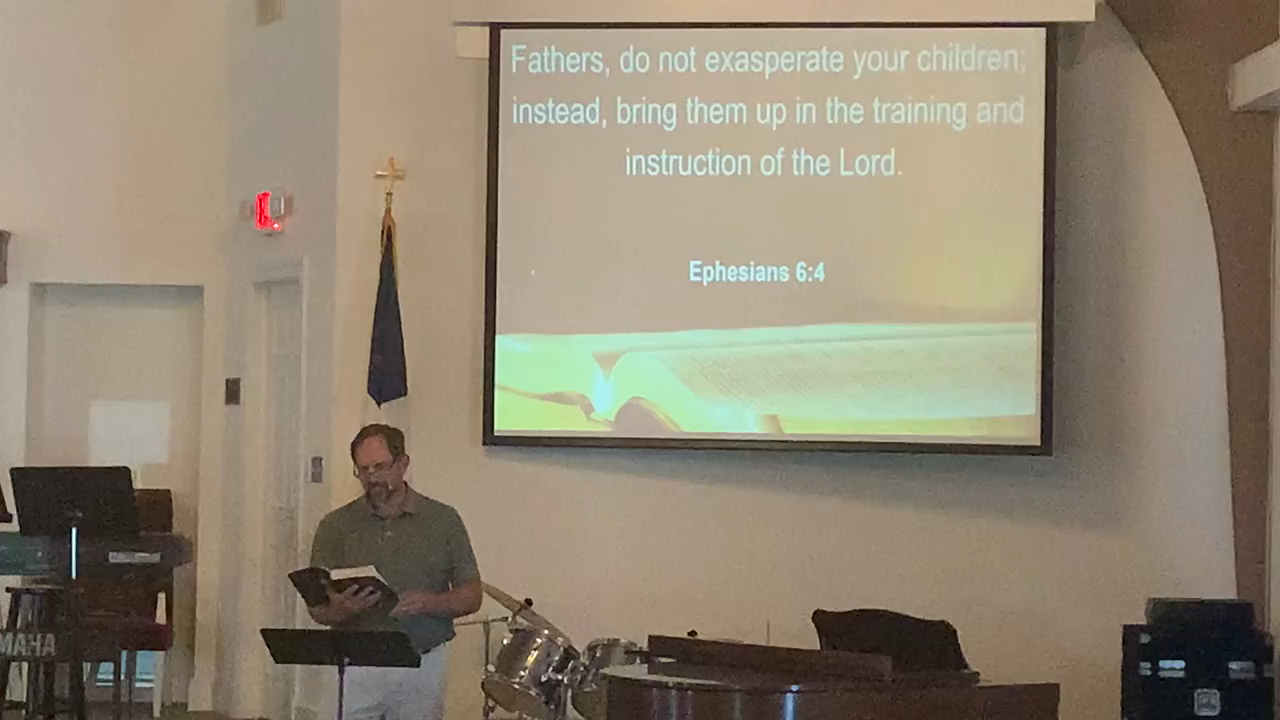 Fathers, do not exasperate your children;
instead, bring them up in the training and
instruction of the Lord.
Ephesians 6:4
MAHA